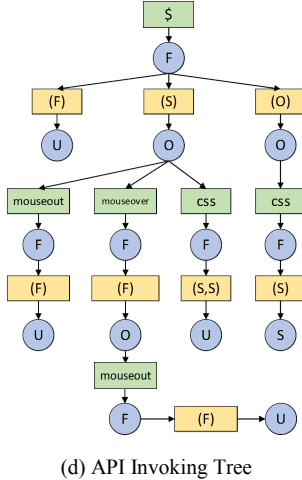 $
F
(F) (S) (O)
U O O
mouseout mouseover css css
F F F F
(F) (F) (S,S) (S)
U O U S
mouseout
F (F) U
(d) API Invoking Tree